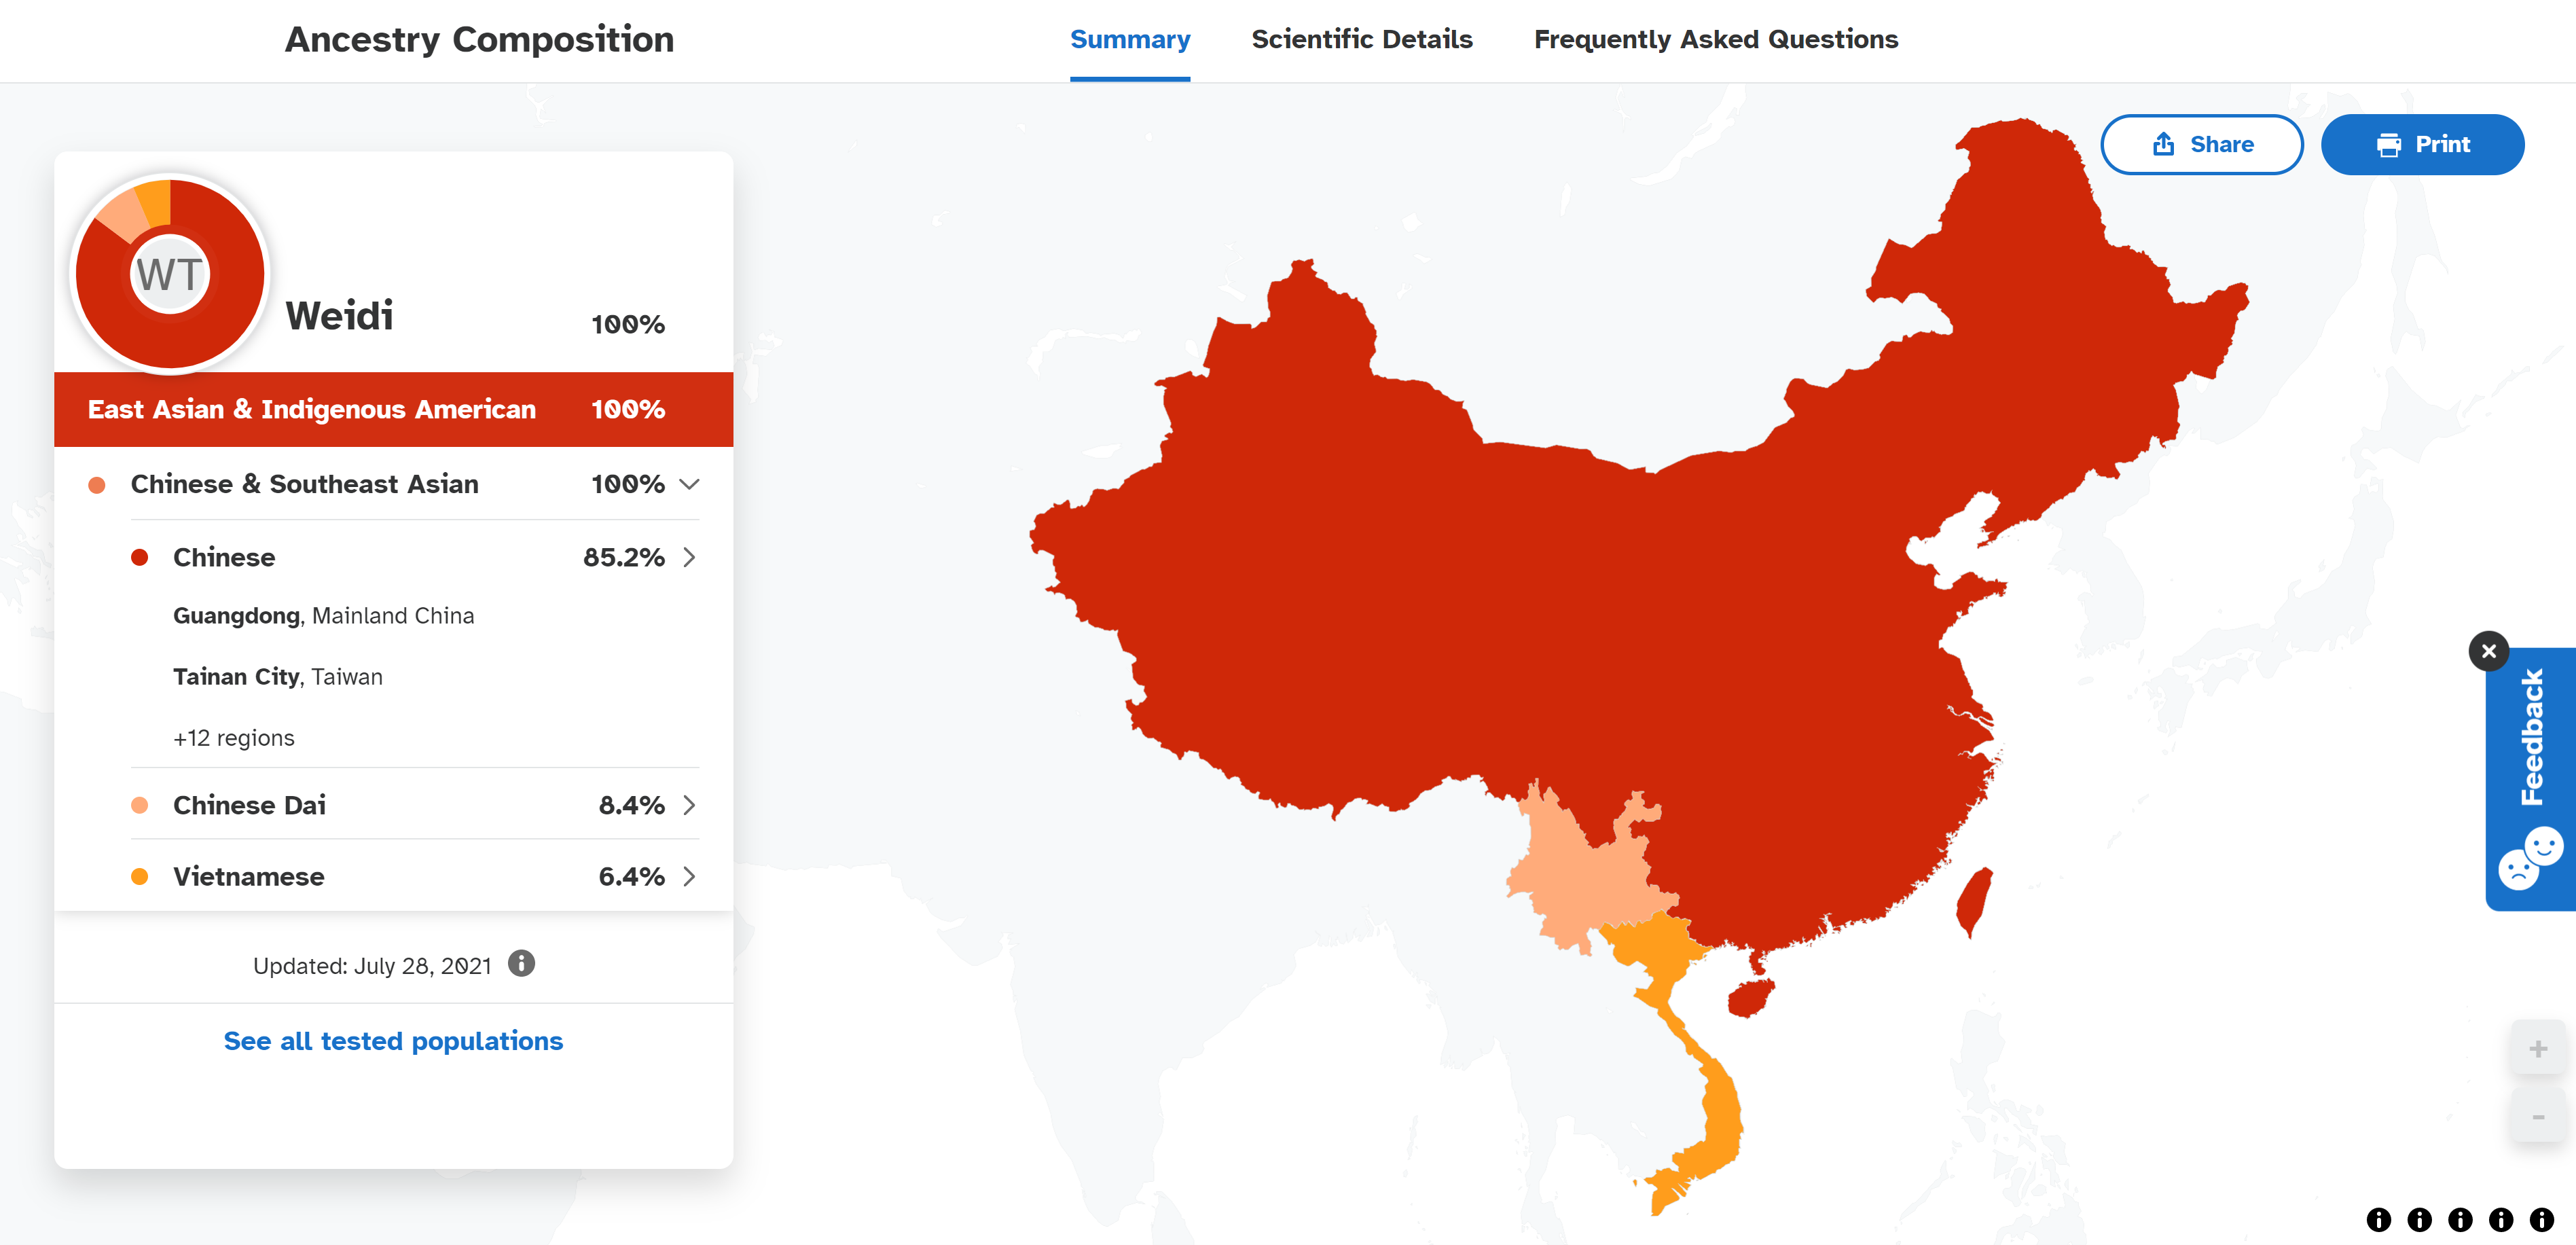 Ancestry Composition
Summary
Scientific Details
Frequently Asked Questions
Share
Print
WT
Weidi
100%
East Asian & Indigenous American 100%
Chinese & Southeast Asian 100%
Chinese 85.2%
Guangdong, Mainland China
Tainan City, Taiwan
+12 regions
Chinese Dai 8.4%
Vietnamese 6.4%
Updated: July 28, 2021
See all tested populations
Feedback